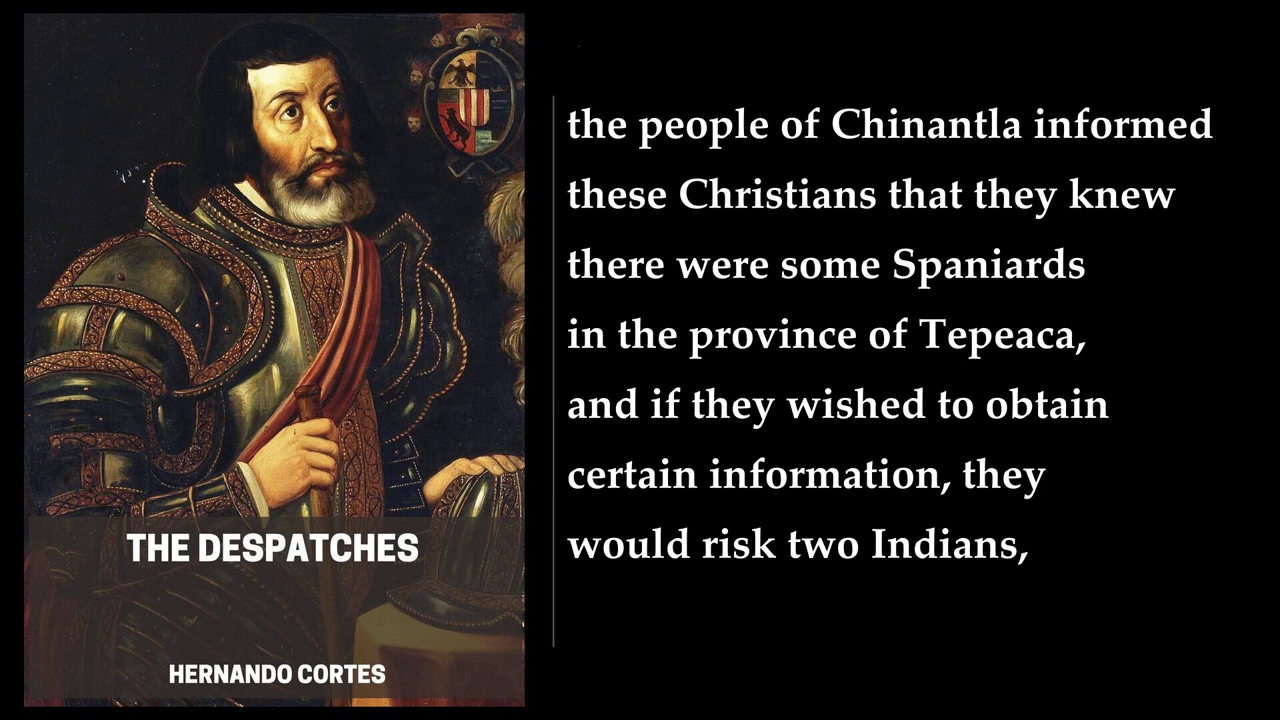 THE DESPATCHES
HERNANDO CORTES
the people of Chinantla informed
these Christians that they knew
there were some Spaniards
in the province of Tepeaca,
and if they wished to obtain
certain information, they
would risk two Indians,